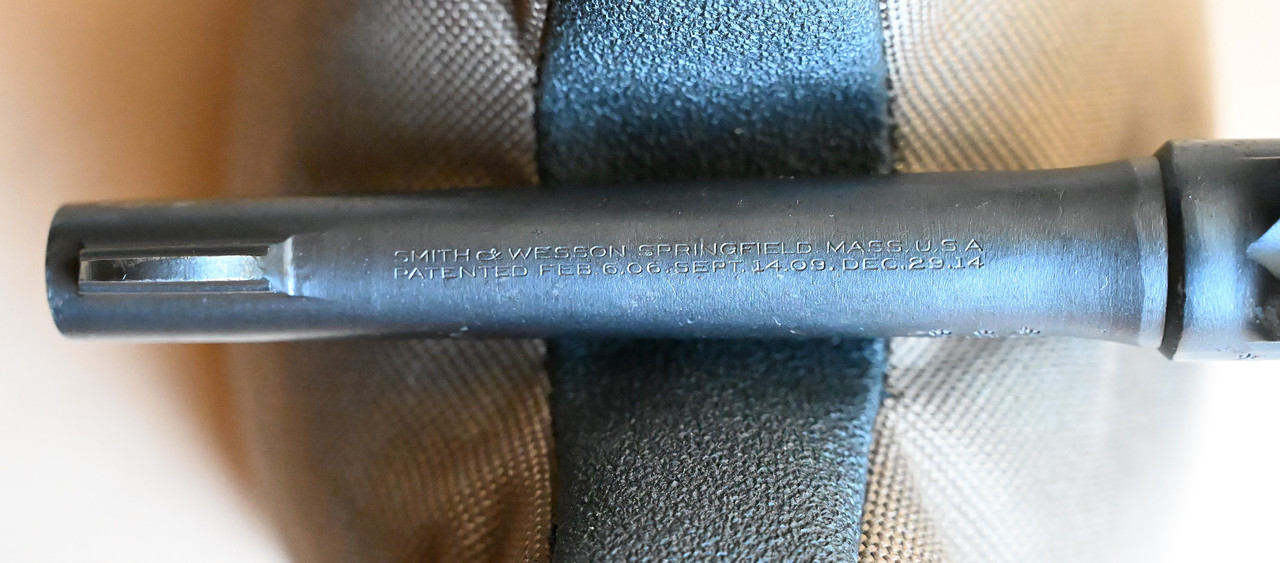 SMITH & WESSON SPRINGFIELD MASS. U.S.A
PATENTED FEB. 6.06. SEPT. 14.09. DEC. 29.14